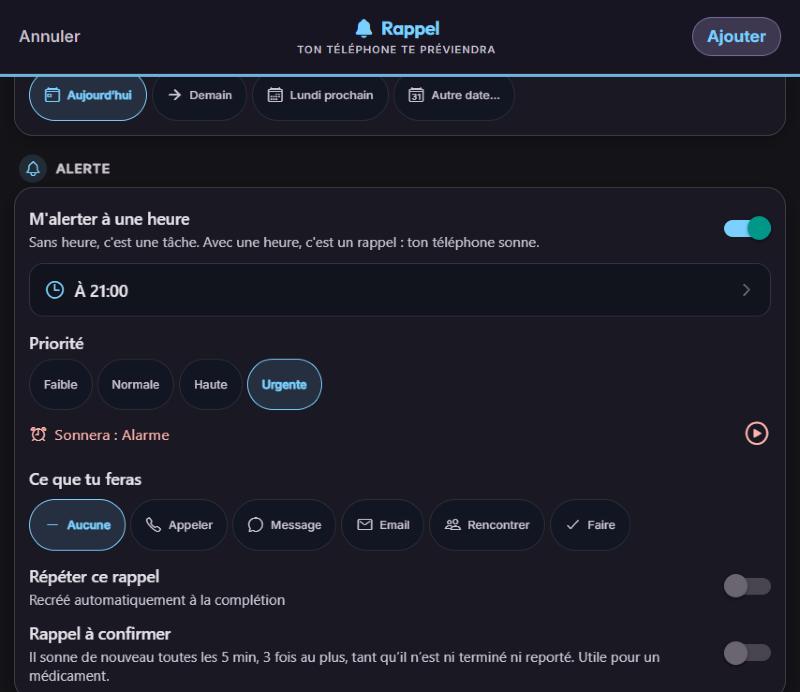 Annuler
Rappel
TON TÉLÉPHONE TE PRÉVIENDRA
Ajouter
Aujourd'hui
Demain
Lundi prochain
Autre date...
ALERTE
M'alerter à une heure
Sans heure, c'est une tâche. Avec une heure, c'est un rappel : ton téléphone sonne.
À 21:00
Priorité
Faible
Normale
Haute
Urgente
Sonnera : Alarme
Ce que tu feras
Aucune
Appeler
Message
Email
Rencontrer
Faire
Répéter ce rappel
Recréé automatiquement à la complétion
Rappel à confirmer
Il sonne de nouveau toutes les 5 min, 3 fois au plus, tant qu’il n’est ni terminé ni reporté. Utile pour un
médicament.